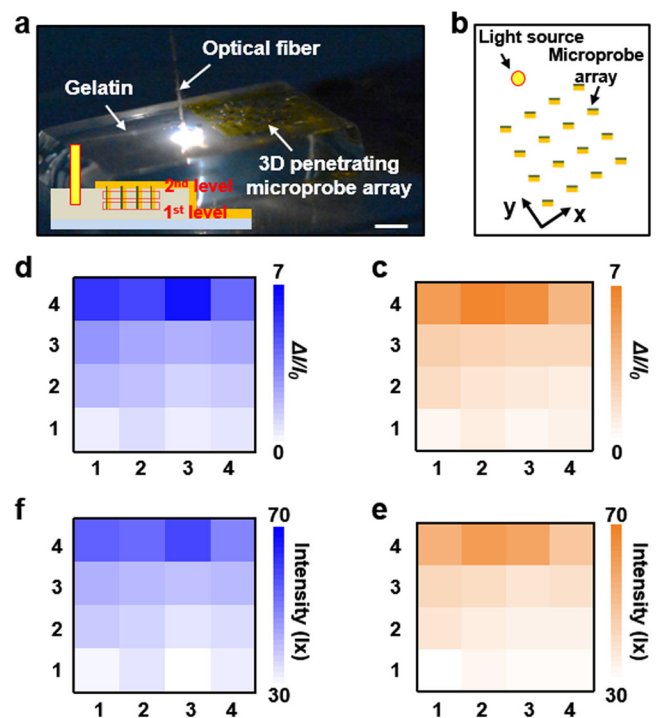 a
Optical fiber
Gelatin
3D penetrating
microprobe array
2nd level
1st level
b
Light source
Microprobe
array
y
x
d
7
4
3
2
1
ΔI/I0
0
1 2 3 4
c
7
4
3
2
1
ΔI/I0
0
1 2 3 4
f
70
4
3
2
1
Intensity (lx)
30
1 2 3 4
e
70
4
3
2
1
Intensity (lx)
30
1 2 3 4